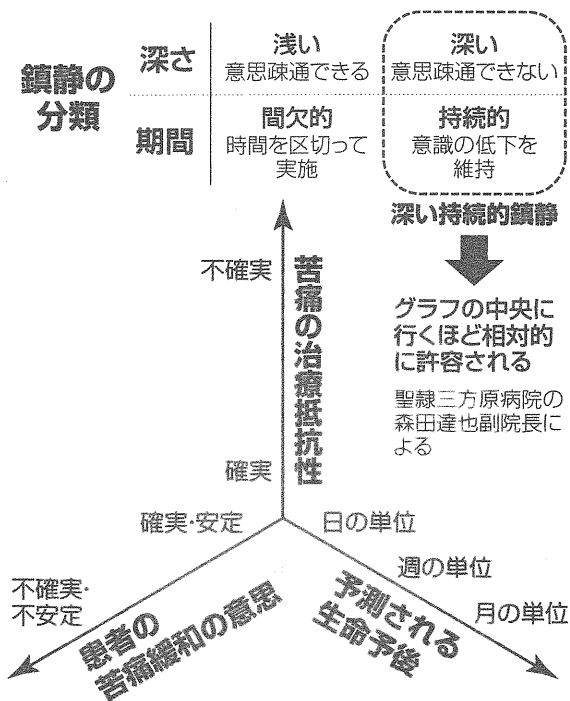 鎮静の
分類
深さ
浅い
意思疎通できる
深い
意思疎通できない
期間
間欠的
時間を区切って
実施
持続的
意識の低下を
維持
深い持続的鎮静
グラフの中央に
行くほど相対的
に許容される
聖隷三方原病院の
森田達也副院長に
よる
不確実
苦痛の治療抵抗性
確実
確実・安定
日の単位
不確実・
不安定
週の単位
月の単位
患者の
苦痛緩和の意思
予測される
生命予後